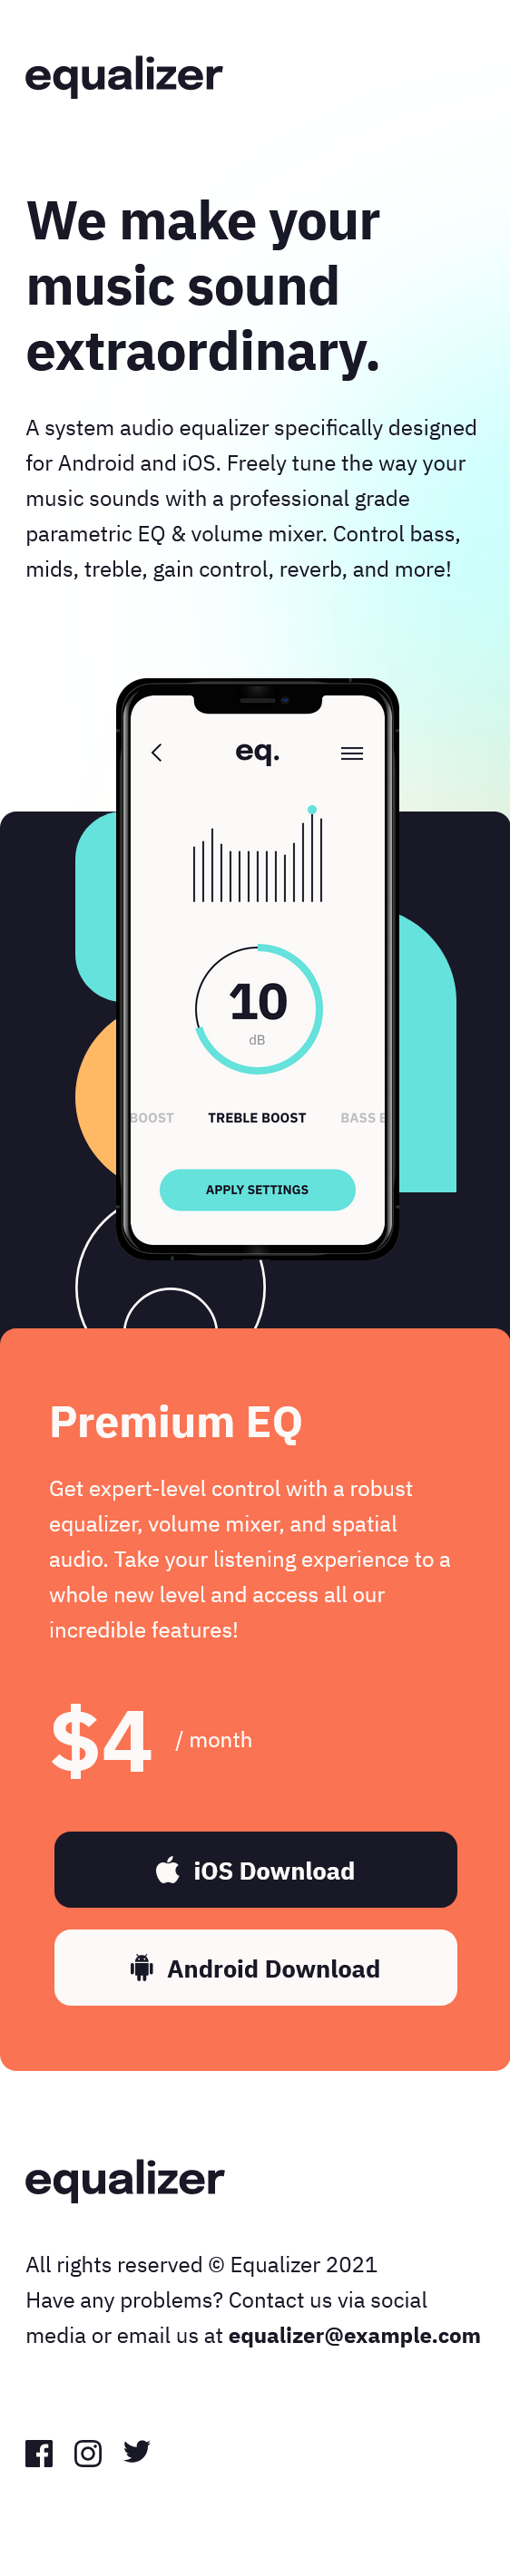 equalizer
We make your
music sound
extraordinary.
A system audio equalizer specifically designed
for Android and iOS. Freely tune the way your
music sounds with a professional grade
parametric EQ & volume mixer. Control bass,
mids, treble, gain control, reverb, and more!
eq.
10
dB
BOOST TREBLE BOOST BASS B
APPLY SETTINGS
Premium EQ
Get expert-level control with a robust
equalizer, volume mixer, and spatial
audio. Take your listening experience to a
whole new level and access all our
incredible features!
$4 / month
iOS Download
Android Download
equalizer
All rights reserved © Equalizer 2021
Have any problems? Contact us via social
media or email us at equalizer@example.com